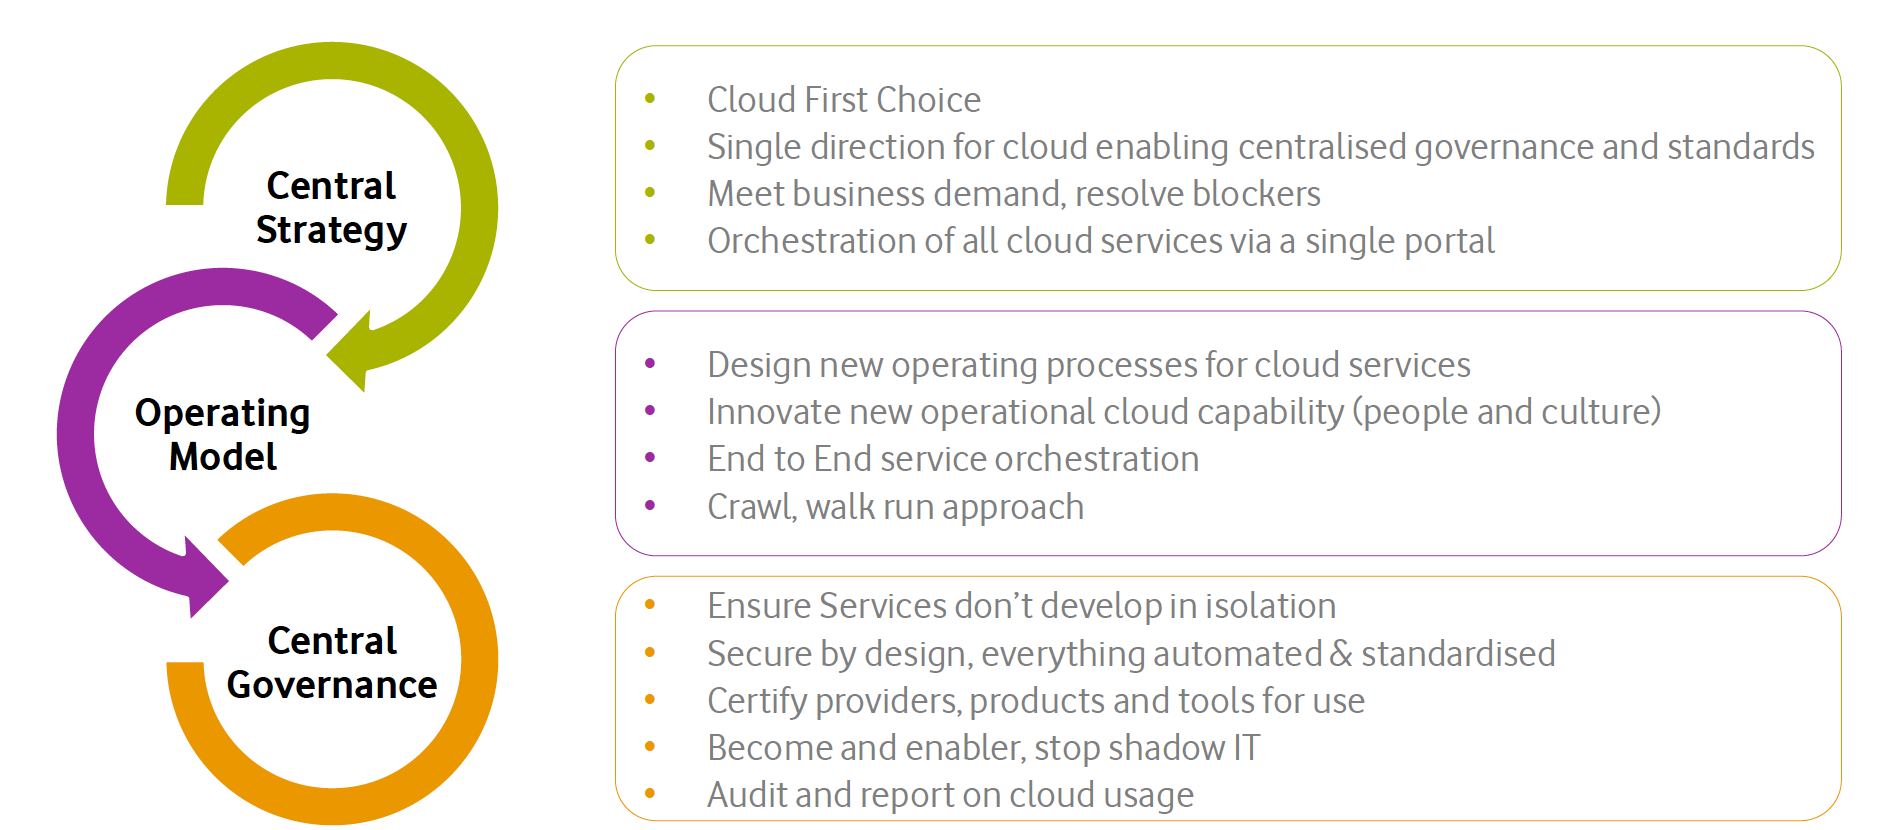 Central
Strategy
• Cloud First Choice
• Single direction for cloud enabling centralised governance and standards
• Meet business demand, resolve blockers
• Orchestration of all cloud services via a single portal
Operating
Model
• Design new operating processes for cloud services
• Innovate new operational cloud capability (people and culture)
• End to End service orchestration
• Crawl, walk run approach
Central
Governance
• Ensure Services don’t develop in isolation
• Secure by design, everything automated & standardised
• Certify providers, products and tools for use
• Become and enabler, stop shadow IT
• Audit and report on cloud usage